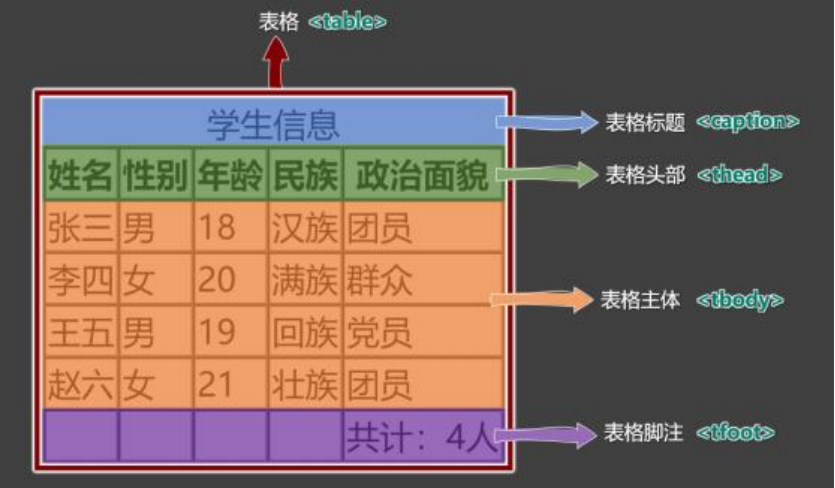 表格 <table>
学生信息
表格标题 <caption>
姓名 性别 年龄 民族 政治面貌
表格头部 <thead>
张三 男 18 汉族 团员
李四 女 20 满族 群众
表格主体 <tbody>
王五 男 19 回族 党员
赵六 女 21 壮族 团员
共计：4人
表格脚注 <tfoot>